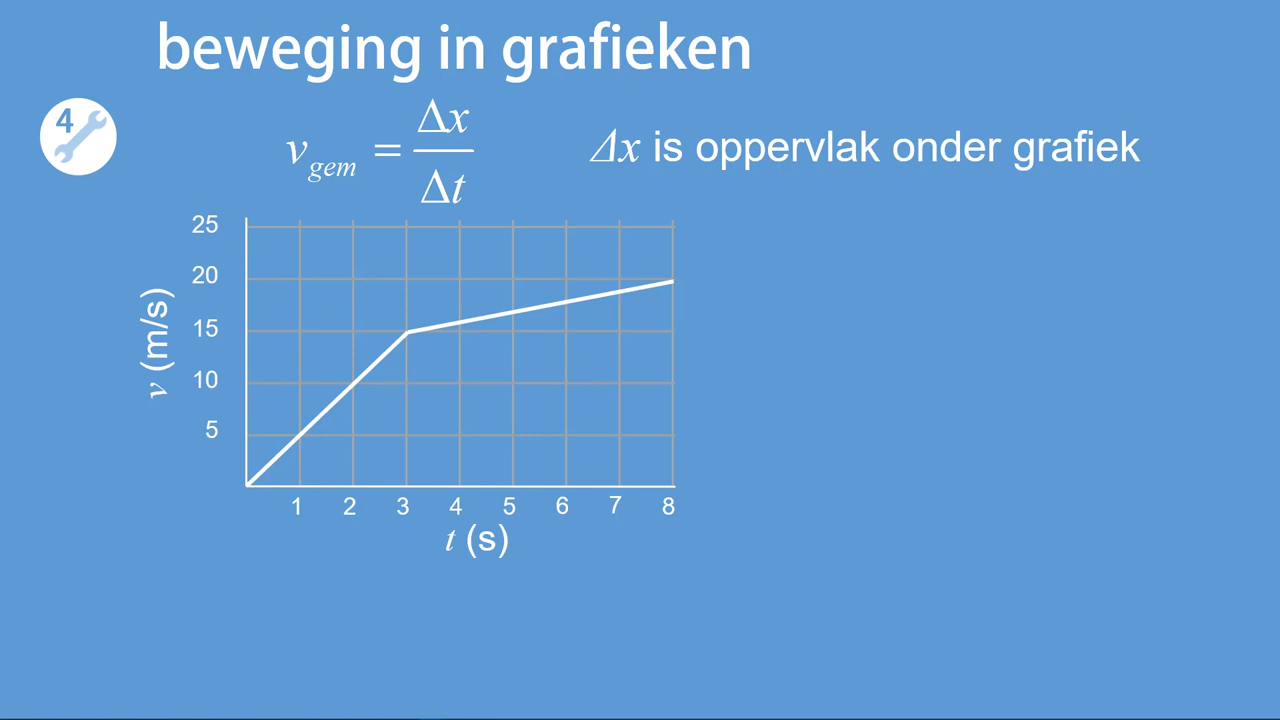 beweging in grafieken
4
v_gem = Δx / Δt
Δx is oppervlak onder grafiek
25
20
15
10
5
v (m/s)
1 2 3 4 5 6 7 8
t (s)